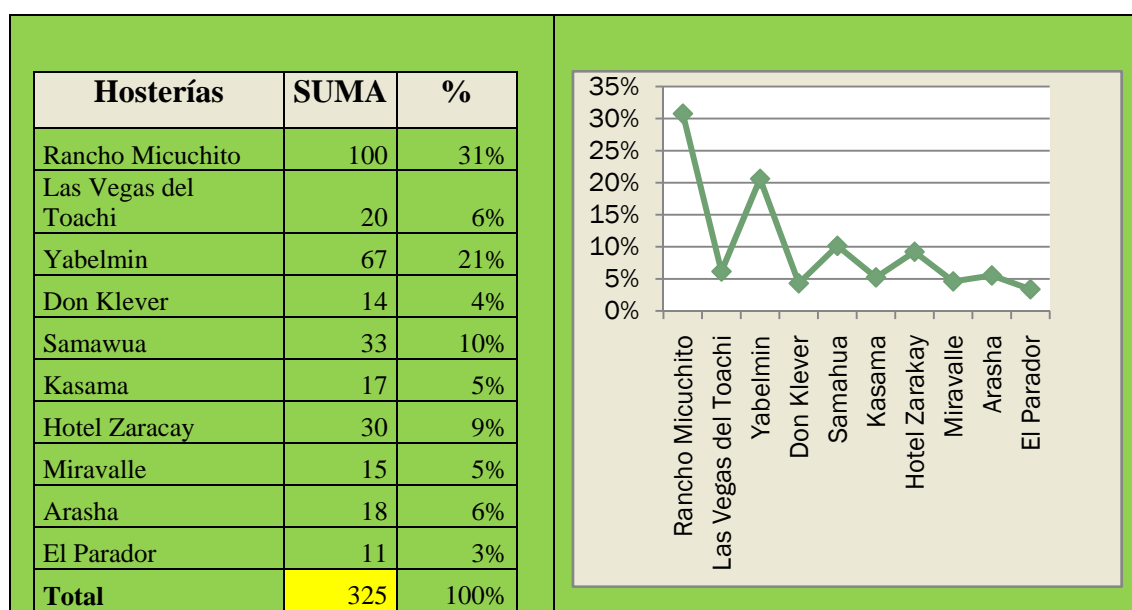 Hosterías SUMA %
Rancho Micuchito 100 31%
Las Vegas del
Toachi 20 6%
Yabelmin 67 21%
Don Klever 14 4%
Samawua 33 10%
Kasama 17 5%
Hotel Zaracay 30 9%
Miravalle 15 5%
Arasha 18 6%
El Parador 11 3%
Total 325 100%
35%
30%
25%
20%
15%
10%
5%
0%
Rancho Micuchito
Las Vegas del Toachi
Yabelmin
Don Klever
Samahua
Kasama
Hotel Zarakay
Miravalle
Arasha
El Parador